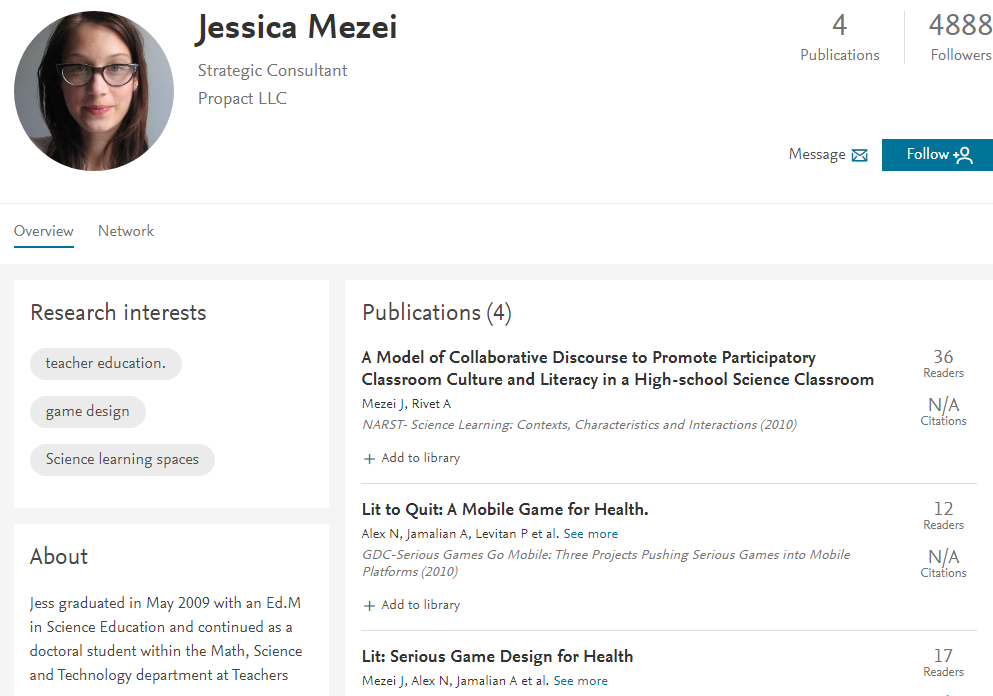 Jessica Mezei
Strategic Consultant
Propact LLC
4
Publications
4888
Followers
Message
Follow
Overview
Network
Research interests
teacher education.
game design
Science learning spaces
About
Jess graduated in May 2009 with an Ed.M
in Science Education and continued as a
doctoral student within the Math, Science
and Technology department at Teachers
Publications (4)
A Model of Collaborative Discourse to Promote Participatory
Classroom Culture and Literacy in a High-school Science Classroom
Mezei J, Rivet A
NARST- Science Learning: Contexts, Characteristics and Interactions (2010)
+ Add to library
36
Readers
N/A
Citations
Lit to Quit: A Mobile Game for Health.
Alex N, Jamalian A, Levitan P et al. See more
GDC-Serious Games Go Mobile: Three Projects Pushing Serious Games into Mobile
Platforms (2010)
+ Add to library
12
Readers
N/A
Citations
Lit: Serious Game Design for Health
Mezei J, Alex N, Jamalian A et al. See more
17
Readers